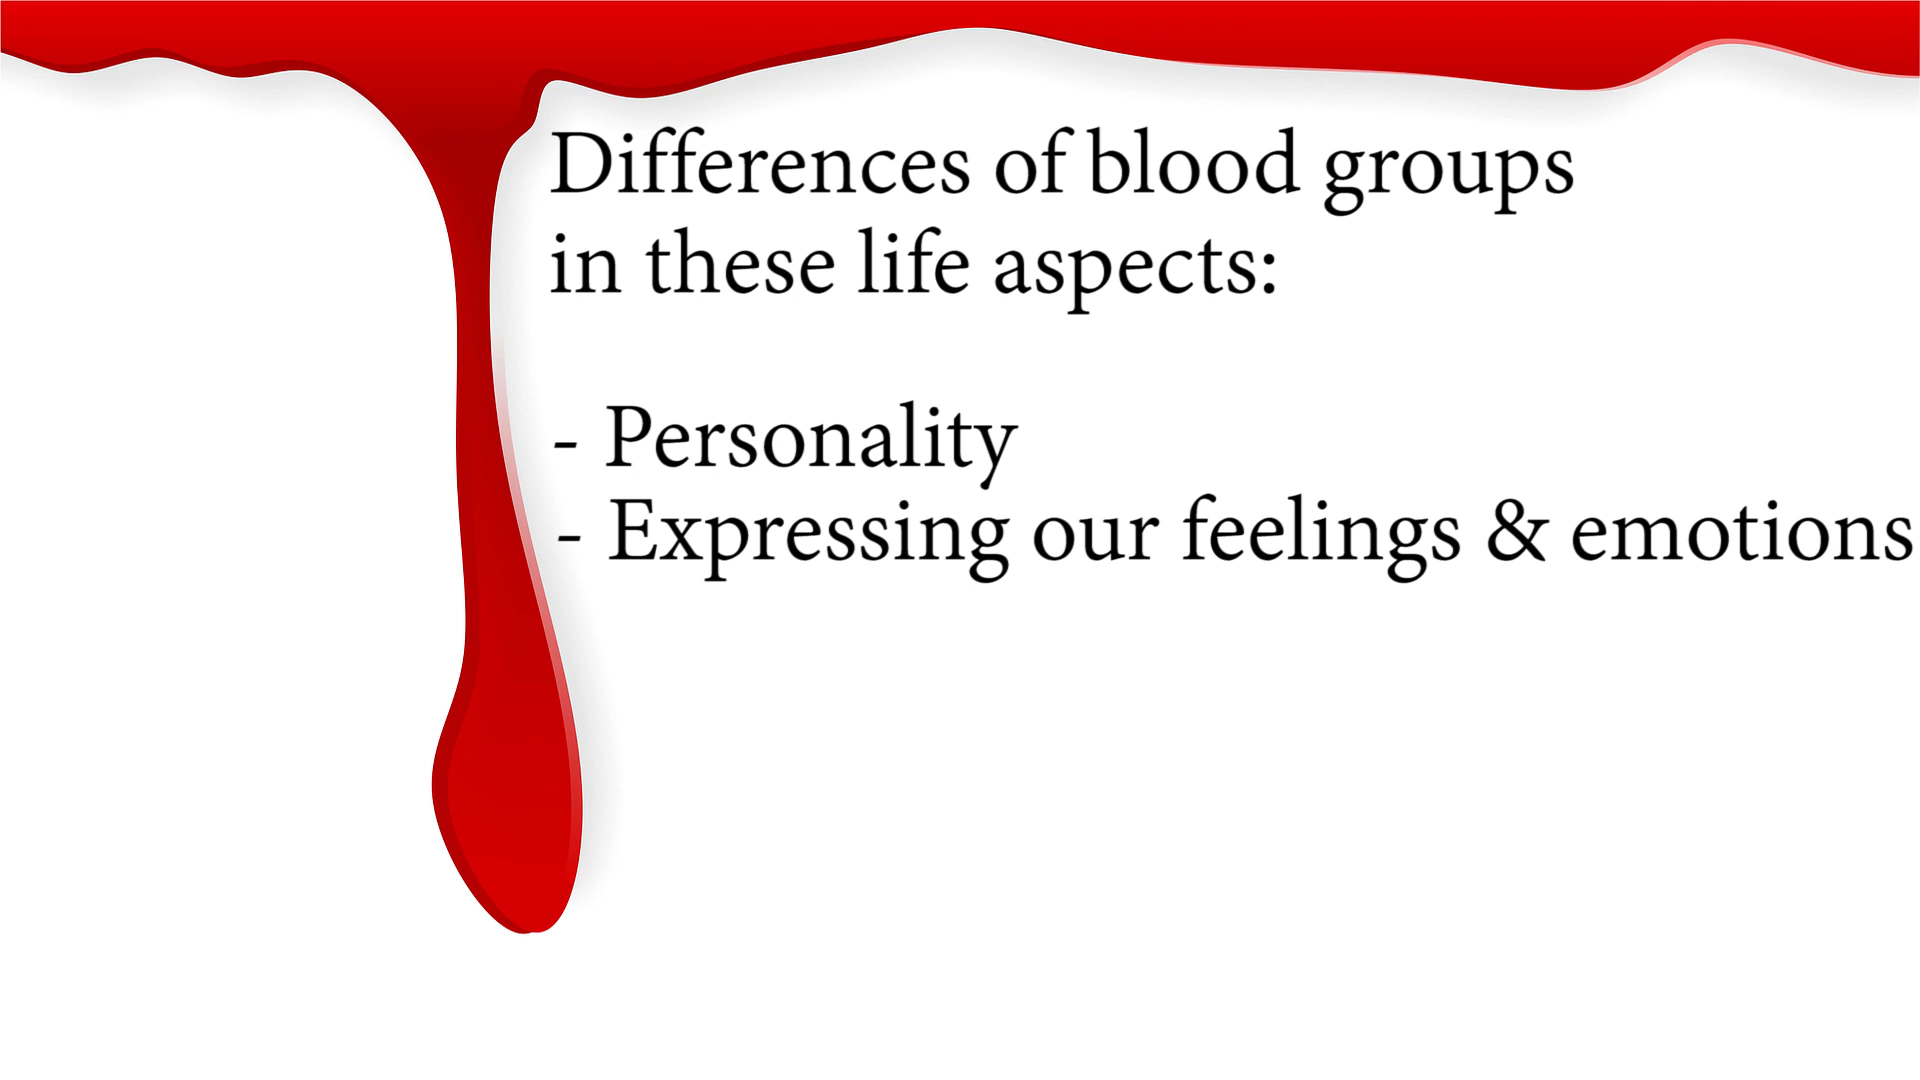 Differences of blood groups
in these life aspects:
- Personality
- Expressing our feelings & emotions